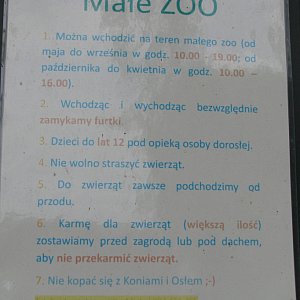 Małe ZOO
1. Można wchodzić na teren małego zoo (od
maja do września w godz. 10.00 - 19.00; od
października do kwietnia w godz. 10.00 –
16.00).
2. Wchodząc i wychodząc bezwzględnie
zamykamy furtki.
3. Dzieci do lat 12 pod opieką osoby dorosłej.
4. Nie wolno straszyć zwierząt.
5. Do zwierząt zawsze podchodzimy od
przodu.
6. Karmę dla zwierząt (większą ilość)
zostawiamy przed zagrodą lub pod dachem,
aby nie przekarmić zwierząt.
7. Nie kopać się z Koniami i Osłem ;-)